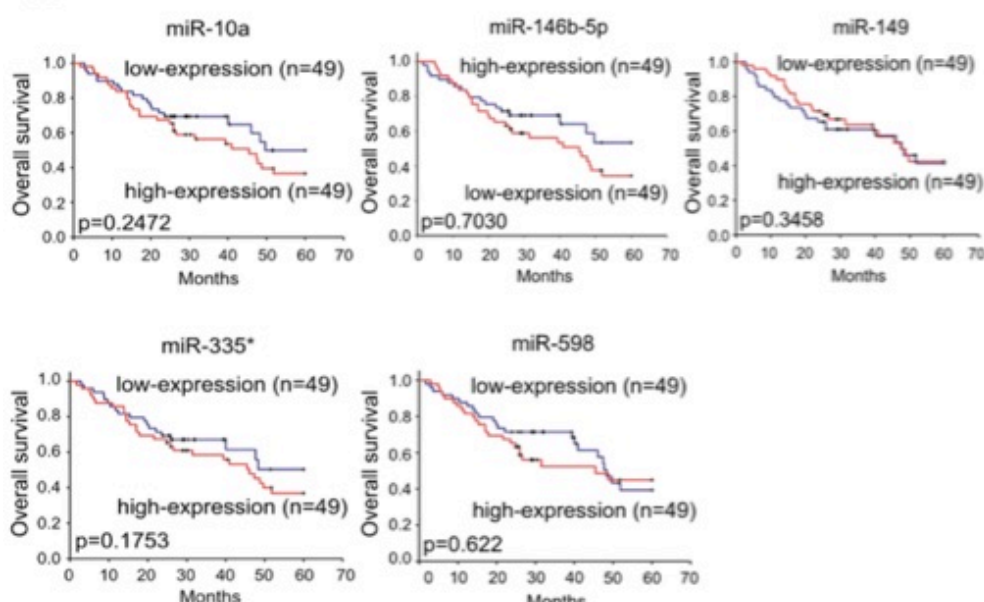 miR-10a
Overall survival
1.0
0.8
0.6
0.4
0.2
0.0
low-expression (n=49)
high-expression (n=49)
p=0.2472
0 10 20 30 40 50 60 70
Months
miR-146b-5p
Overall survival
1.0
0.8
0.6
0.4
0.2
0.0
high-expression (n=49)
low-expression (n=49)
p=0.7030
0 10 20 30 40 50 60 70
Months
miR-149
Overall survival
1.0
0.8
0.6
0.4
0.2
0.0
low-expression (n=49)
high-expression (n=49)
p=0.3458
0 10 20 30 40 50 60 70
Months
miR-335*
Overall survival
1.0
0.8
0.6
0.4
0.2
0.0
low-expression (n=49)
high-expression (n=49)
p=0.1753
0 10 20 30 40 50 60 70
Months
miR-598
Overall survival
1.0
0.8
0.6
0.4
0.2
0.0
low-expression (n=49)
high-expression (n=49)
p=0.622
0 10 20 30 40 50 60 70
Months